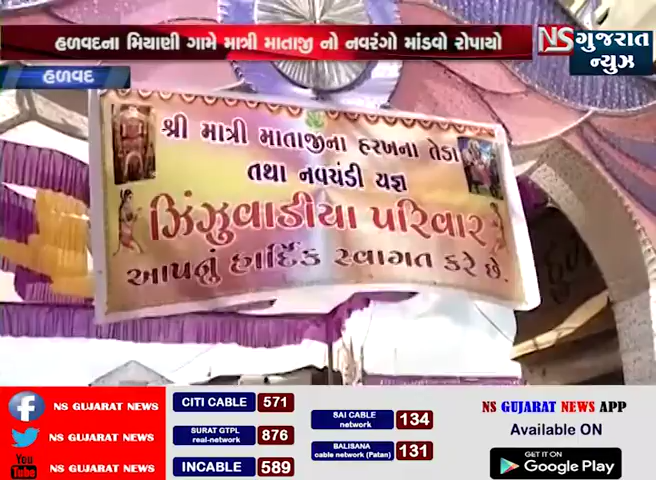 હળવદના મિયાણી ગામે માત્રી માતાજી નો નવરંગો માંડવો રોપાયો
NS ગુજરાત ન્યુઝ
હળવદ
શ્રી માત્રી માતાજીના હરખના તેડા
તથા નવચંડી યજ્ઞ
ઝિંઝુવાડીયા પરિવાર
આપનું હાર્દિક સ્વાગત કરે છે.
NS GUJARAT NEWS
NS GUJARAT NEWS
You Tube NS GUJARAT NEWS
CITI CABLE 571
SURAT GTPL real-network 876
INCABLE 589
SAI CABLE network 134
BALISANA cable network (Patan) 131
NS GUJARAT NEWS APP
Available ON
GET IT ON
Google Play